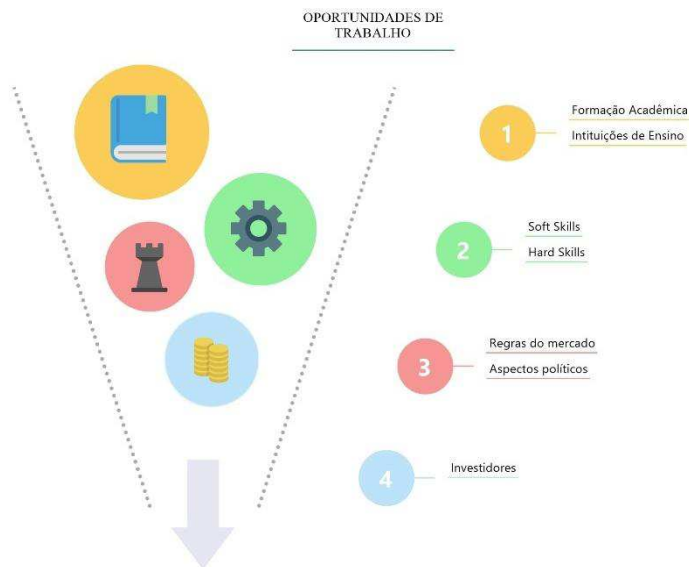 OPORTUNIDADES DE
TRABALHO
1
Formação Acadêmica
Intituições de Ensino
2
Soft Skills
Hard Skills
3
Regras do mercado
Aspectos políticos
4
Investidores